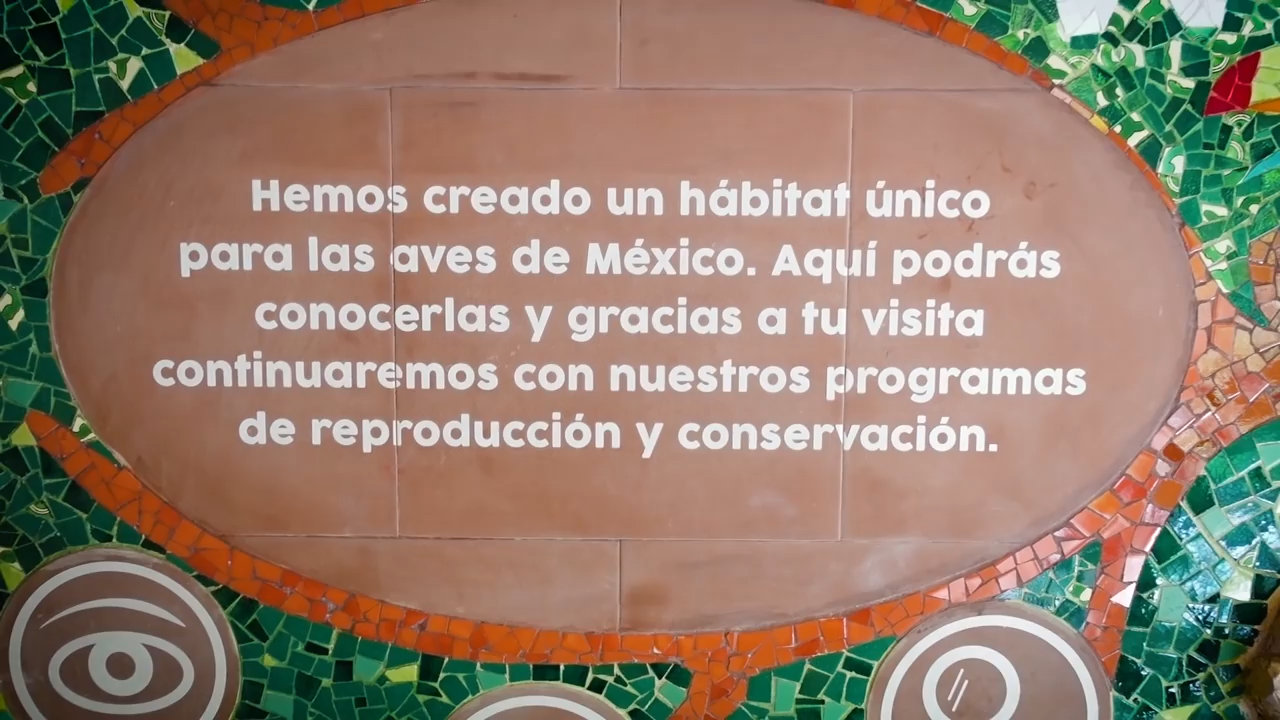 Hemos creado un hábitat único
para las aves de México. Aquí podrás
conocerlas y gracias a tu visita
continuaremos con nuestros programas
de reproducción y conservación.